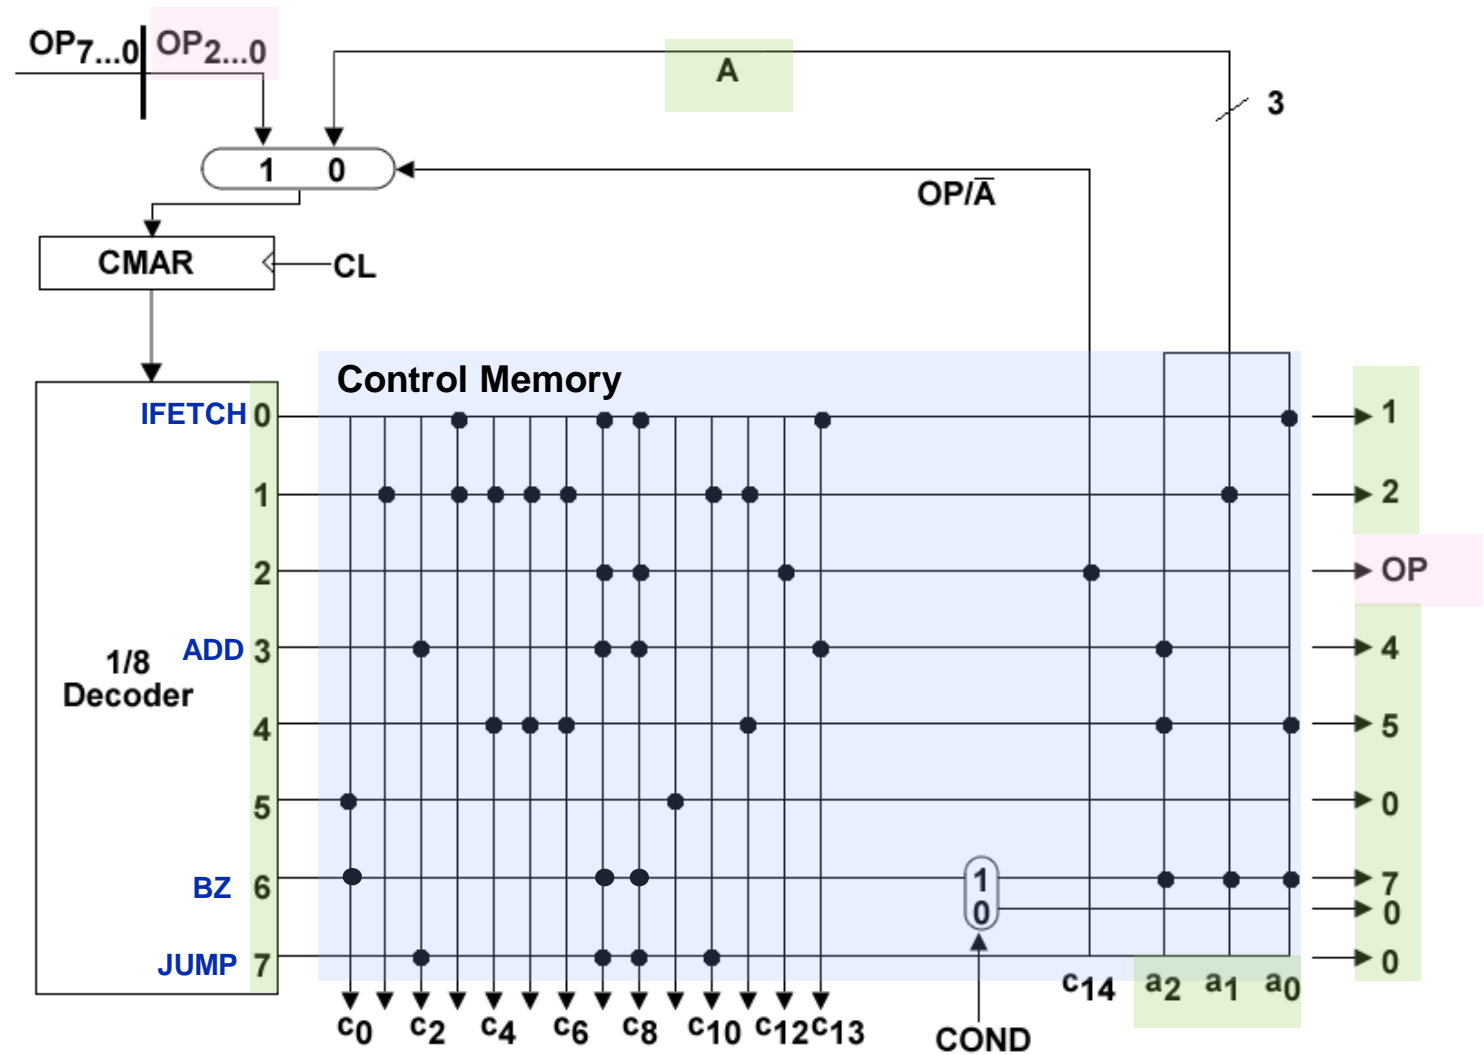 OP7...0 OP2...0
A
3
1 0
OP/A̅
CMAR
CL
Control Memory
IFETCH 0 1
1 2
2 OP
ADD 3 4
1/8
Decoder
4 5
5 0
BZ 6 1 7
0 0
JUMP 7 0
c14 a2 a1 a0
c0 c2 c4 c6 c8 c10 c12 c13
COND